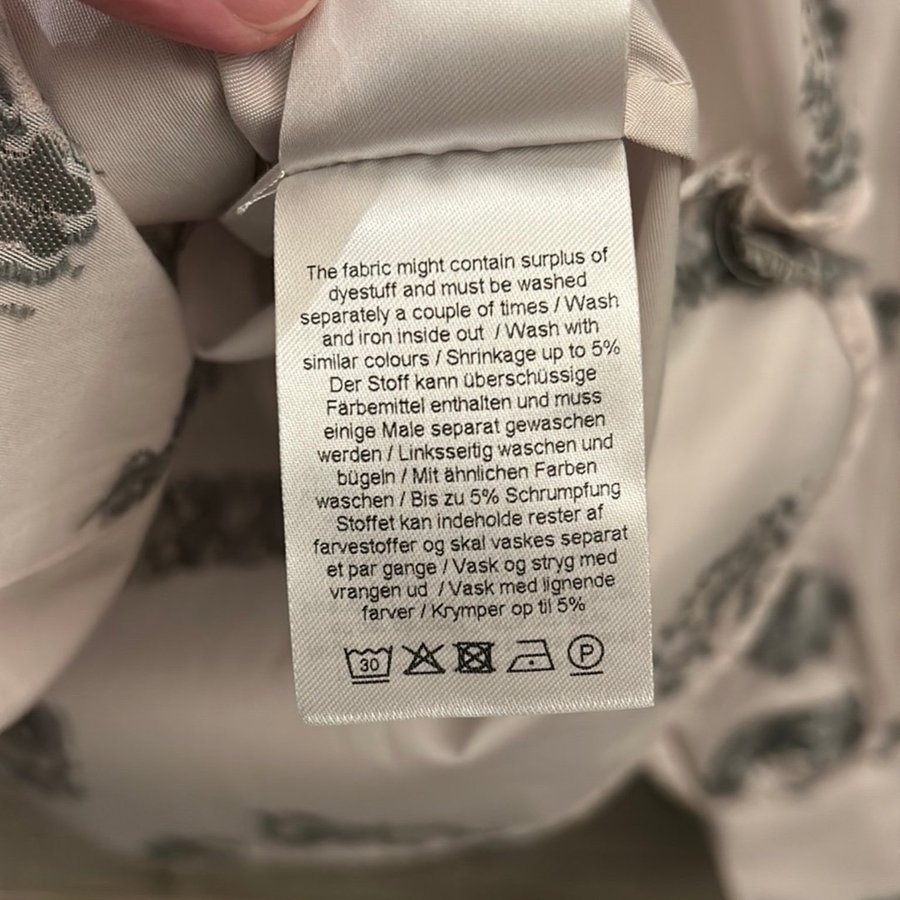 The fabric might contain surplus of
dyestuff and must be washed
separately a couple of times / Wash
and iron inside out / Wash with
similar colours / Shrinkage up to 5%
Der Stoff kann überschüssige
Färbemittel enthalten und muss
einige Male separat gewaschen
werden / Linksseitig waschen und
bügeln / Mit ähnlichen Farben
waschen / Bis zu 5% Schrumpfung
Stoffet kan indeholde rester af
farvestoffer og skal vaskes separat
et par gange / Vask og stryg med
vrangen ud / Vask med lignende
farver / Krymper op til 5%
30 P